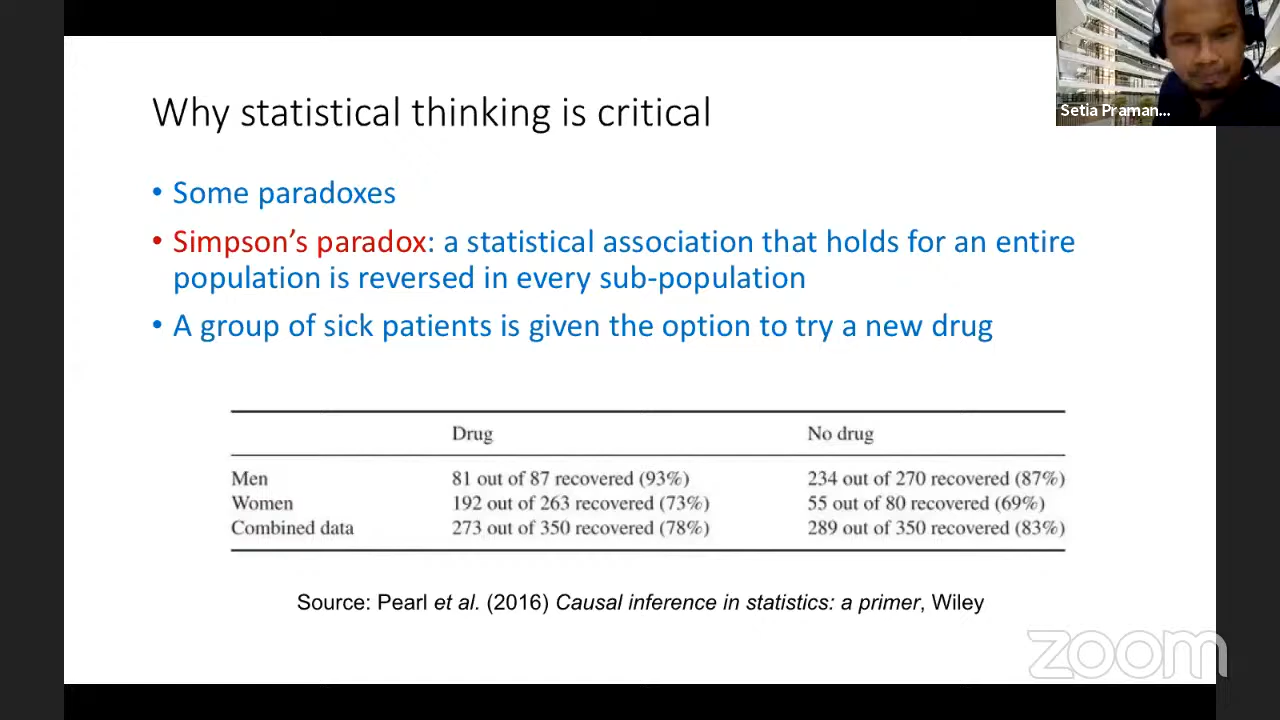 Setia Praman...
Why statistical thinking is critical
• Some paradoxes
• Simpson’s paradox: a statistical association that holds for an entire
population is reversed in every sub-population
• A group of sick patients is given the option to try a new drug
Drug No drug
Men 81 out of 87 recovered (93%) 234 out of 270 recovered (87%)
Women 192 out of 263 recovered (73%) 55 out of 80 recovered (69%)
Combined data 273 out of 350 recovered (78%) 289 out of 350 recovered (83%)
Source: Pearl et al. (2016) Causal inference in statistics: a primer, Wiley
zoom